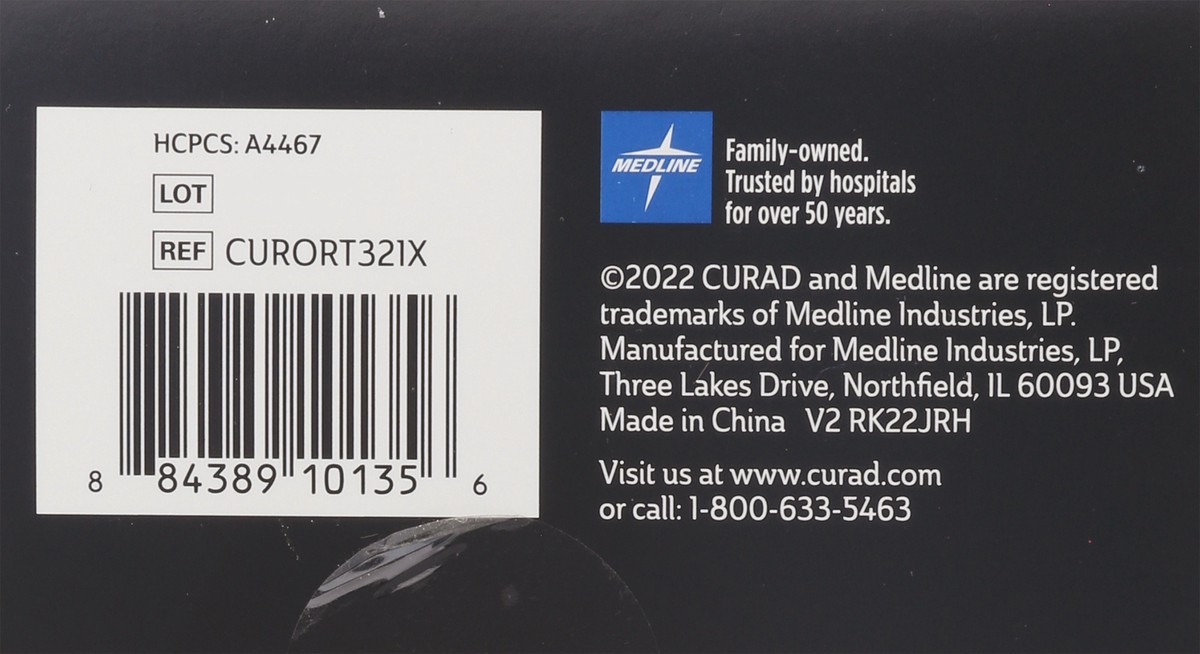 HCPCS: A4467
LOT
REF CURORT321X
8 84389 10135 6
MEDLINE
Family-owned.
Trusted by hospitals
for over 50 years.
©2022 CURAD and Medline are registered
trademarks of Medline Industries, LP.
Manufactured for Medline Industries, LP,
Three Lakes Drive, Northfield, IL 60093 USA
Made in China V2 RK22JRH
Visit us at www.curad.com
or call: 1-800-633-5463